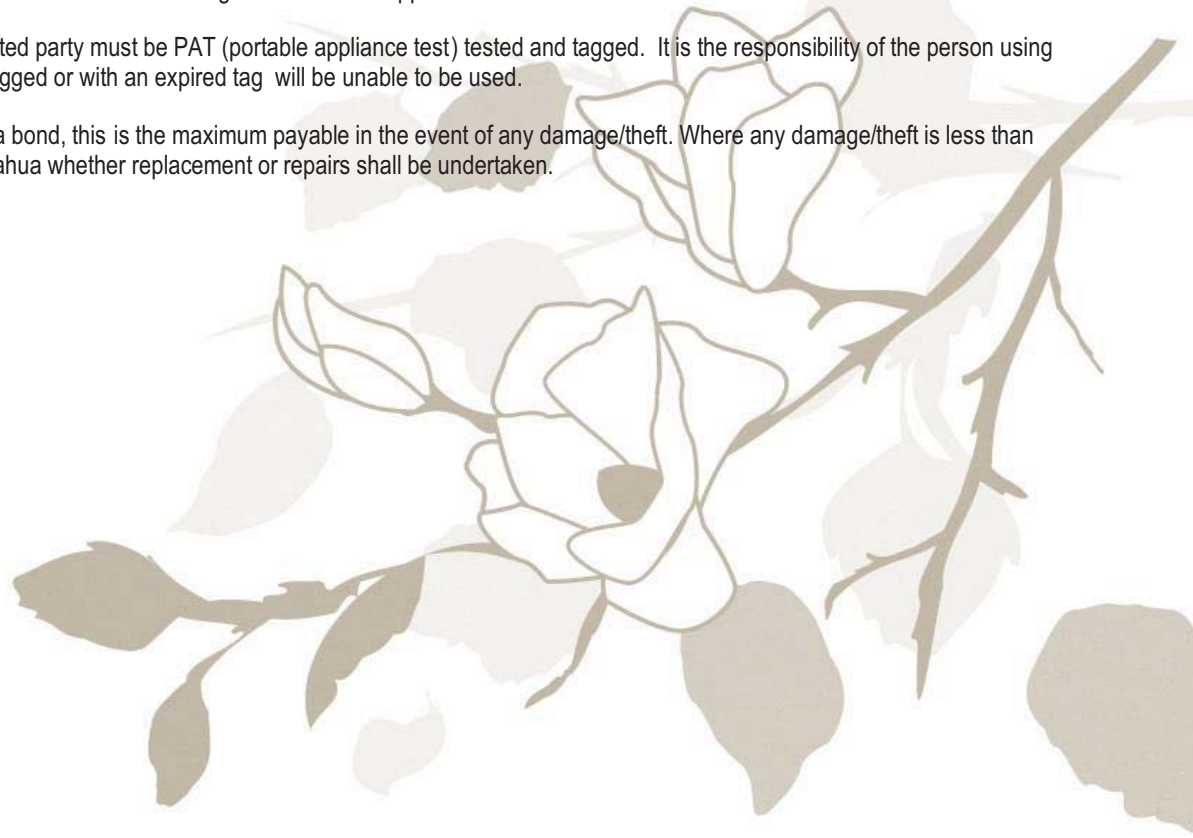 ted party must be PAT (portable appliance test) tested and tagged.  It is the responsibility of the person using
gged or with an expired tag  will be unable to be used.
a bond, this is the maximum payable in the event of any damage/theft. Where any damage/theft is less than
ahua whether replacement or repairs shall be undertaken.